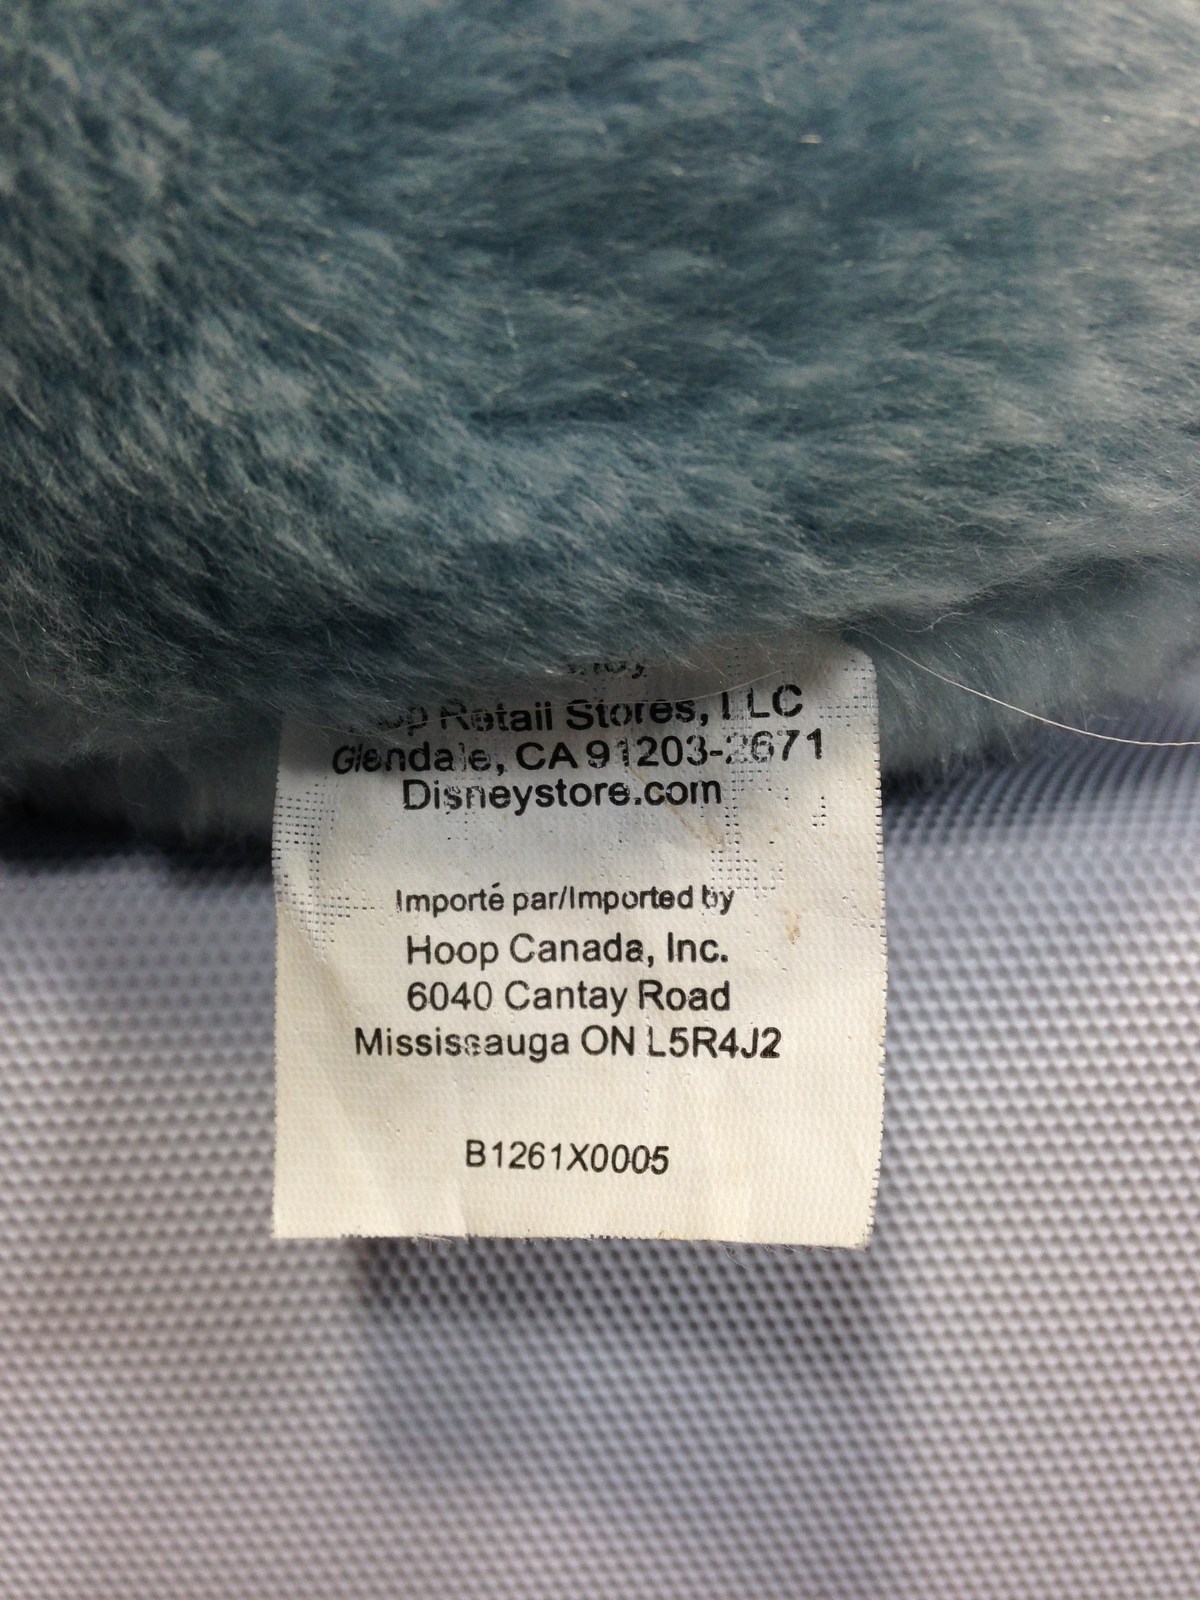 Retail Stores, LLC
Glendale, CA 91203-2671
Disneystore.com
Importé par/Imported by
Hoop Canada, Inc.
6040 Cantay Road
Mississauga ON L5R4J2
B1261X0005